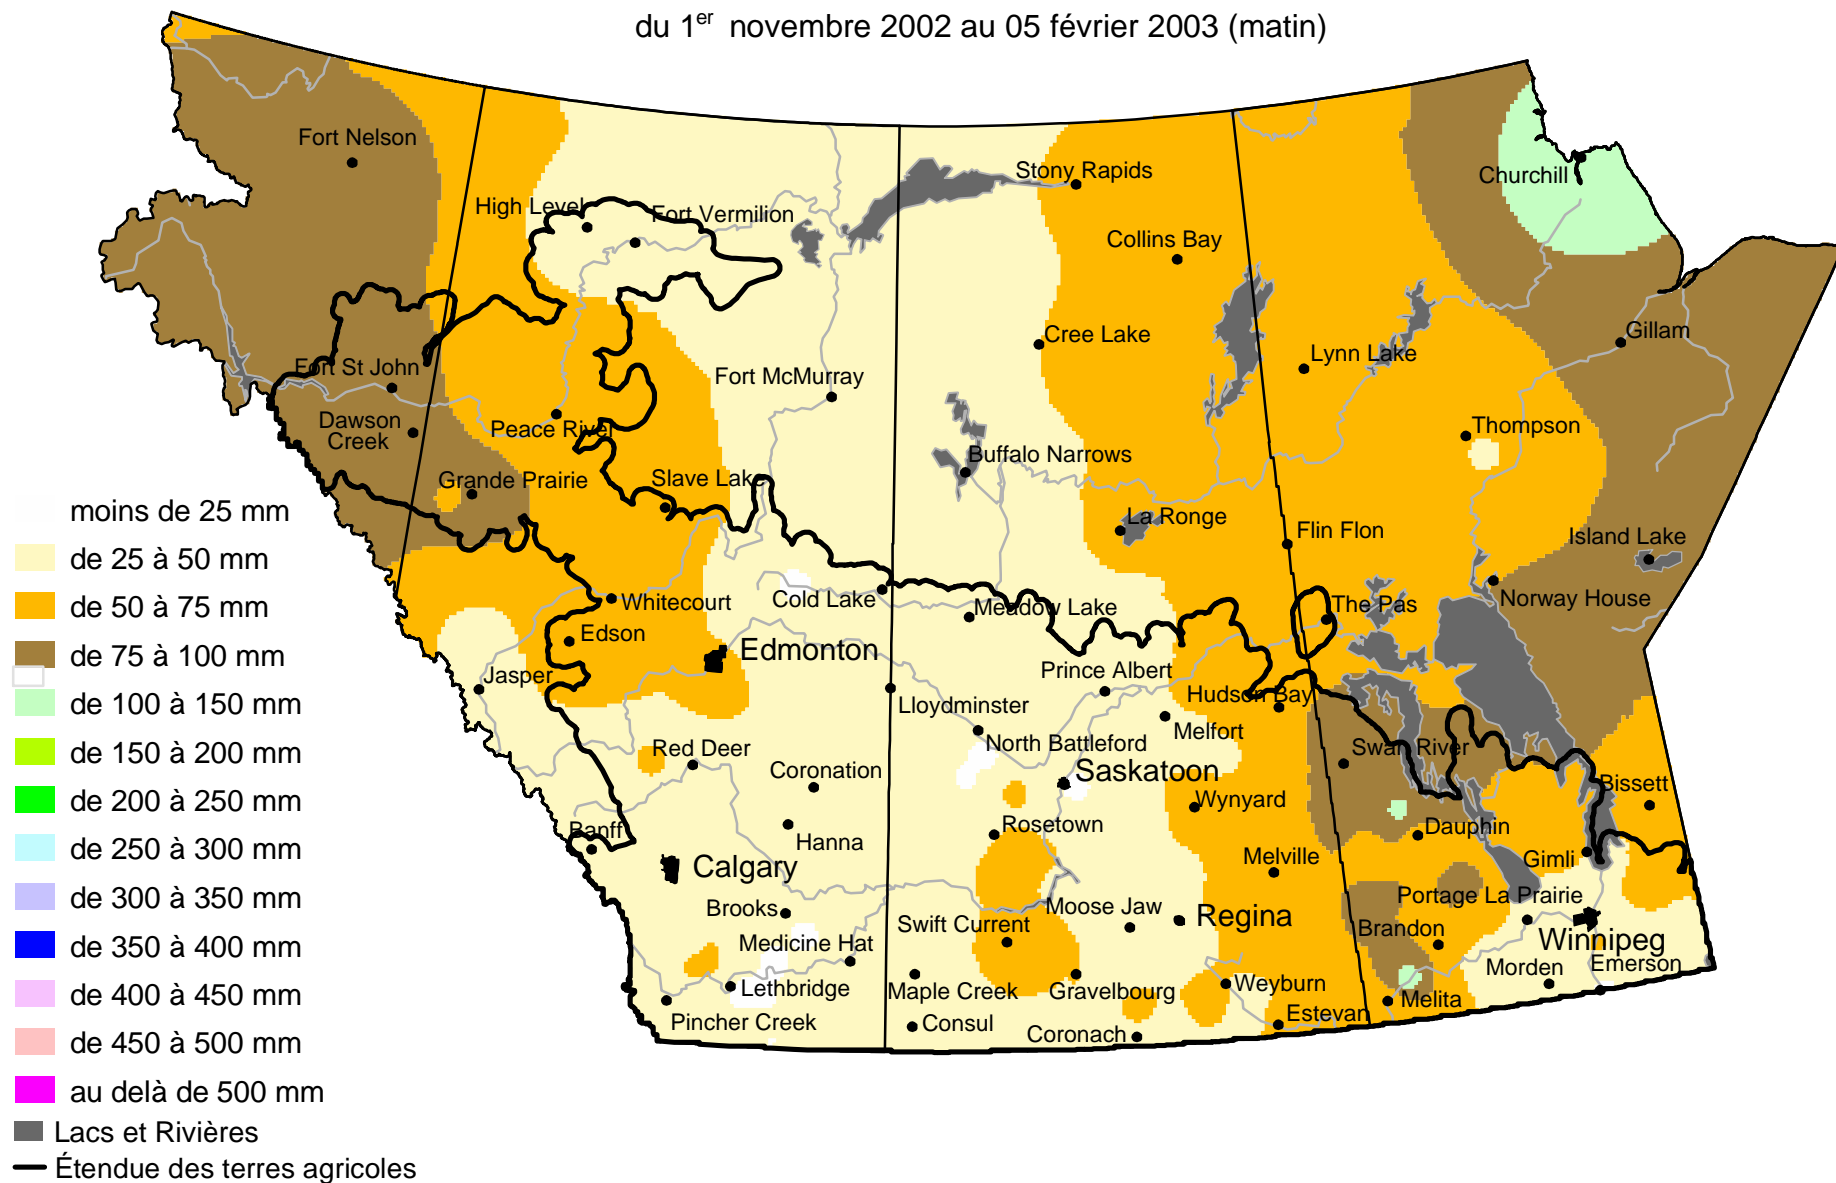 du 1er novembre 2002 au 05 février 2003 (matin)
Fort Nelson
Churchill
Stony Rapids
High Level
Fort Vermilion
Collins Bay
Gillam
Cree Lake
Lynn Lake
Fort St John
Fort McMurray
Dawson
Creek
Peace River
Thompson
Buffalo Narrows
Grande Prairie
Slave Lake
La Ronge
Flin Flon
Island Lake
Whitecourt
Cold Lake
Meadow Lake
The Pas
Norway House
Edson
Edmonton
Jasper
Prince Albert
Hudson Bay
Lloydminster
Melfort
North Battleford
Red Deer
Swan River
Coronation
Saskatoon
Bissett
Wynyard
Banff
Hanna
Rosetown
Dauphin
Calgary
Melville
Gimli
Brooks
Moose Jaw
Portage La Prairie
Swift Current
Regina
Brandon
Medicine Hat
Winnipeg
Lethbridge
Maple Creek
Gravelbourg
Weyburn
Morden
Emerson
Melita
Pincher Creek
Consul
Coronach
Estevan
moins de 25 mm
de 25 à 50 mm
de 50 à 75 mm
de 75 à 100 mm
de 100 à 150 mm
de 150 à 200 mm
de 200 à 250 mm
de 250 à 300 mm
de 300 à 350 mm
de 350 à 400 mm
de 400 à 450 mm
de 450 à 500 mm
au delà de 500 mm
Lacs et Rivières
Étendue des terres agricoles